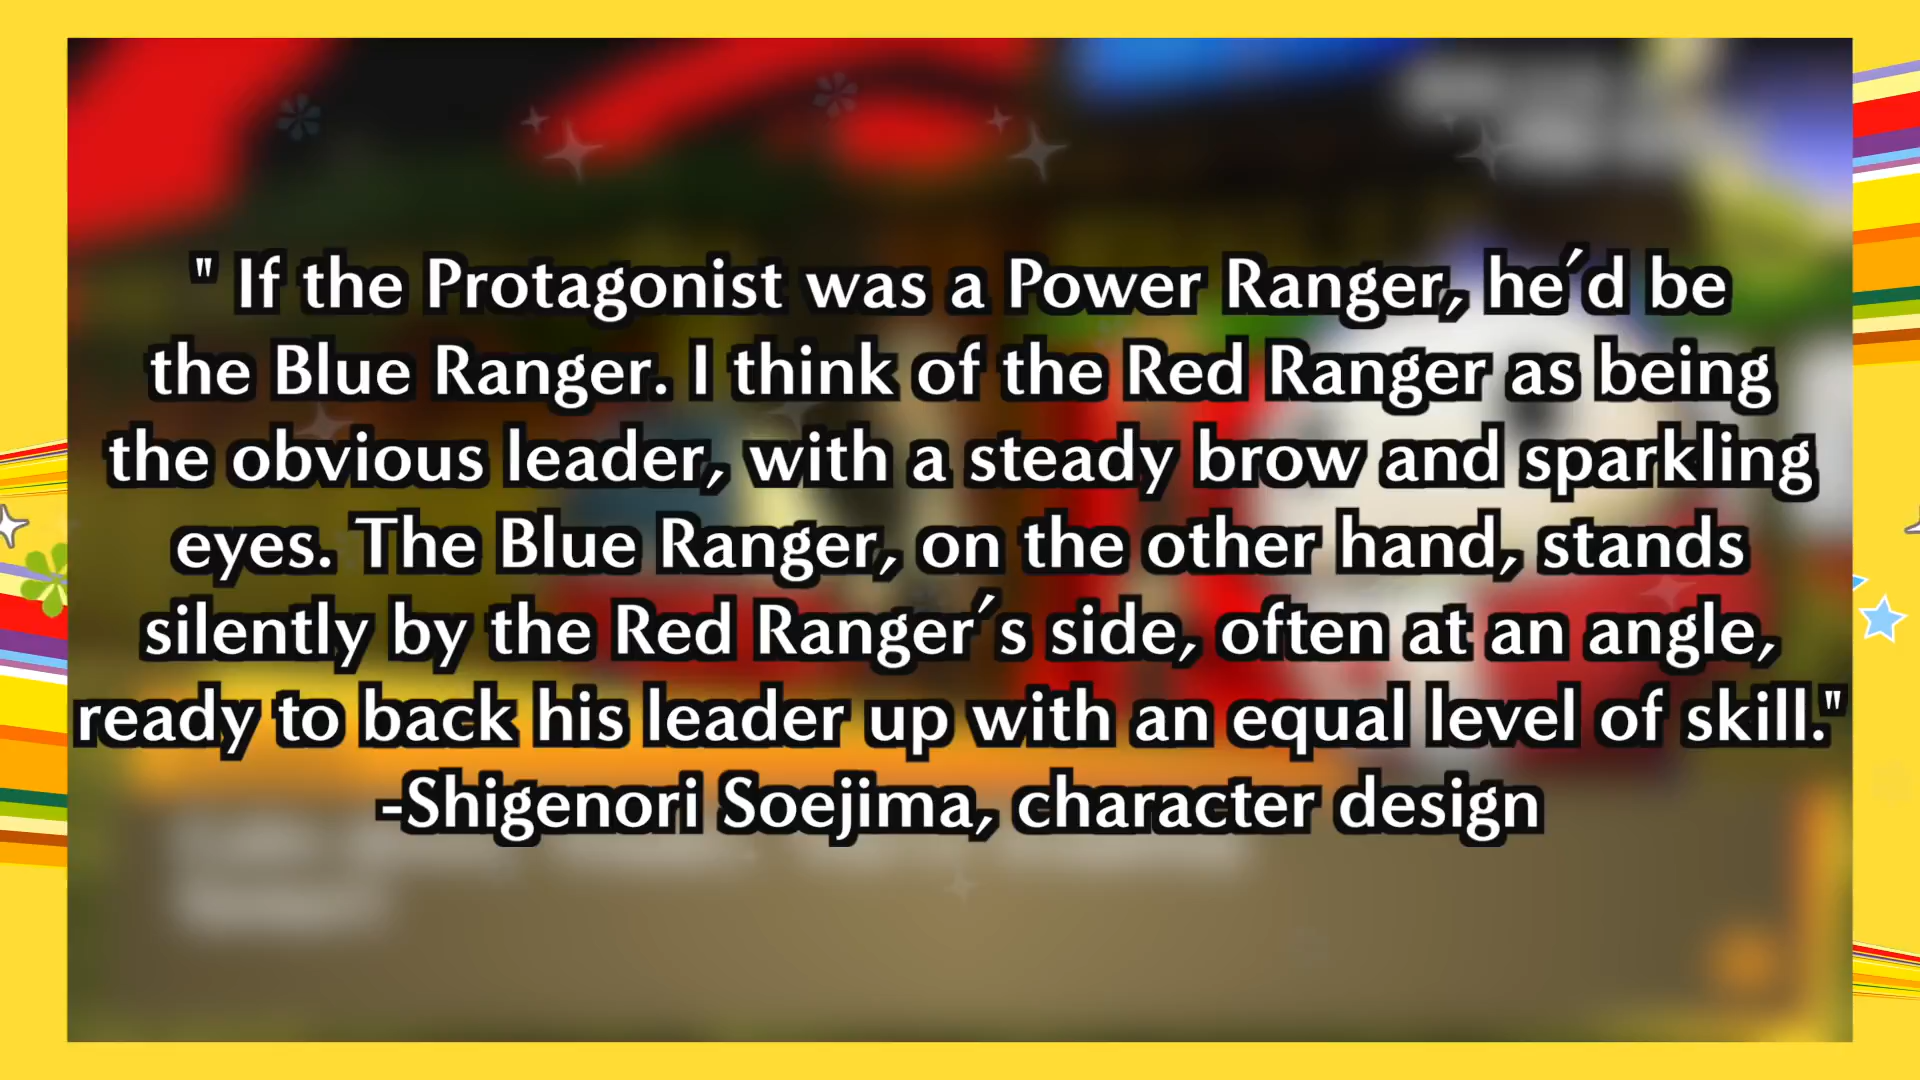 " If the Protagonist was a Power Ranger, he´d be
the Blue Ranger. I think of the Red Ranger as being
the obvious leader, with a steady brow and sparkling
eyes. The Blue Ranger, on the other hand, stands
silently by the Red Ranger´s side, often at an angle,
ready to back his leader up with an equal level of skill."
-Shigenori Soejima, character design